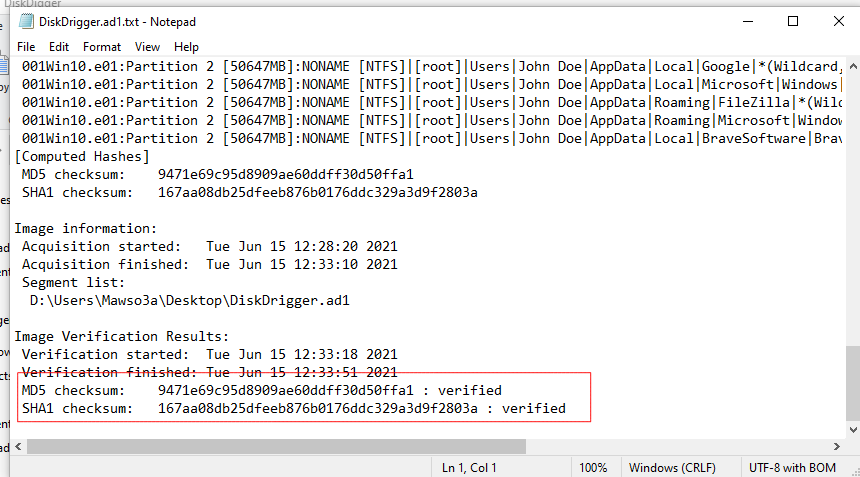 DiskDigger
DiskDrigger.ad1.txt - Notepad
File Edit Format View Help
001Win10.e01:Partition 2 [50647MB]:NONAME [NTFS]|[root]|Users|John Doe|AppData|Local|Google|*(Wildcard,
001Win10.e01:Partition 2 [50647MB]:NONAME [NTFS]|[root]|Users|John Doe|AppData|Local|Microsoft|Windows|
001Win10.e01:Partition 2 [50647MB]:NONAME [NTFS]|[root]|Users|John Doe|AppData|Roaming|FileZilla|*(Wild
001Win10.e01:Partition 2 [50647MB]:NONAME [NTFS]|[root]|Users|John Doe|AppData|Roaming|Microsoft|Window
001Win10.e01:Partition 2 [50647MB]:NONAME [NTFS]|[root]|Users|John Doe|AppData|Local|BraveSoftware|Brav
[Computed Hashes]
MD5 checksum: 9471e69c95d8909ae60ddff30d50ffa1
SHA1 checksum: 167aa08db25dfeeb876b0176ddc329a3d9f2803a
Image information:
Acquisition started: Tue Jun 15 12:28:20 2021
Acquisition finished: Tue Jun 15 12:33:10 2021
Segment list:
D:\Users\Mawso3a\Desktop\DiskDrigger.ad1
Image Verification Results:
Verification started: Tue Jun 15 12:33:18 2021
Verification finished: Tue Jun 15 12:33:51 2021
MD5 checksum: 9471e69c95d8909ae60ddff30d50ffa1 : verified
SHA1 checksum: 167aa08db25dfeeb876b0176ddc329a3d9f2803a : verified
Ln 1, Col 1 100% Windows (CRLF) UTF-8 with BOM